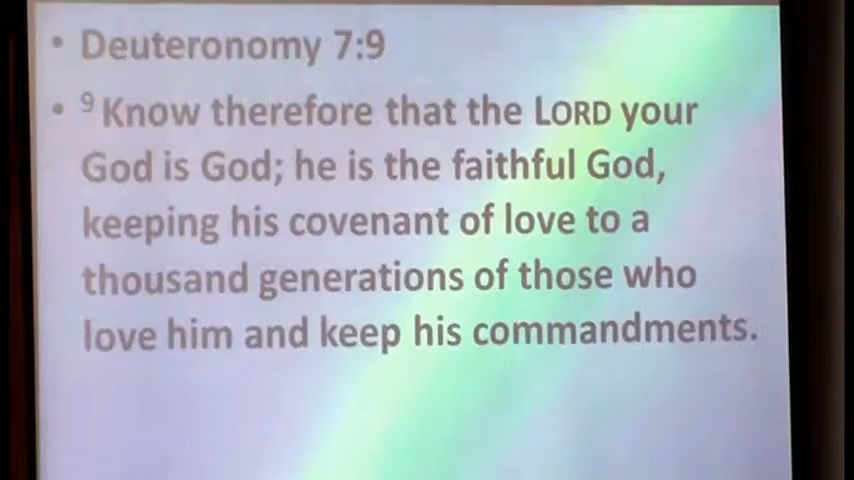 • Deuteronomy 7:9
• 9 Know therefore that the LORD your
God is God; he is the faithful God,
keeping his covenant of love to a
thousand generations of those who
love him and keep his commandments.